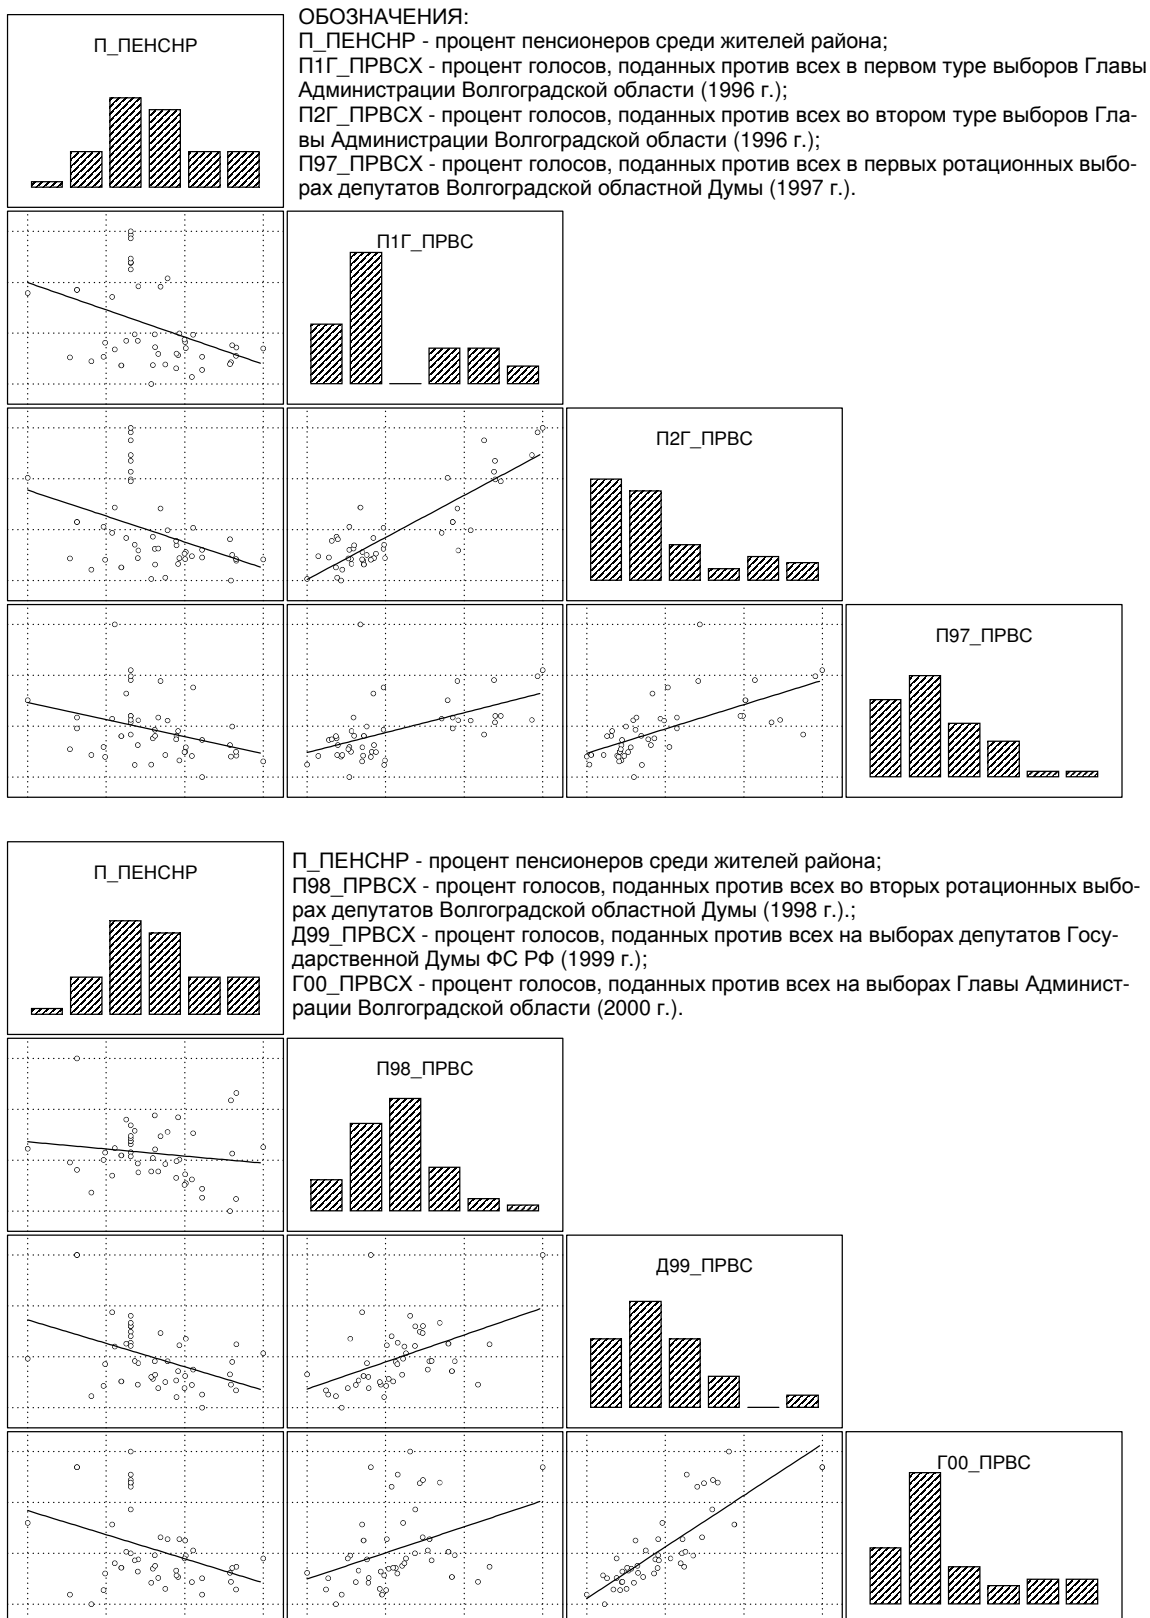 П_ПЕНСНР
ОБОЗНАЧЕНИЯ:
П_ПЕНСНР - процент пенсионеров среди жителей района;
П1Г_ПРВСХ - процент голосов, поданных против всех в первом туре выборов Главы
Администрации Волгоградской области (1996 г.);
П2Г_ПРВСХ - процент голосов, поданных против всех во втором туре выборов Гла-
вы Администрации Волгоградской области (1996 г.);
П97_ПРВСХ - процент голосов, поданных против всех в первых ротационных выбо-
рах депутатов Волгоградской областной Думы (1997 г.).
П1Г_ПРВС
П2Г_ПРВС
П97_ПРВС
П_ПЕНСНР
П_ПЕНСНР - процент пенсионеров среди жителей района;
П98_ПРВСХ - процент голосов, поданных против всех во вторых ротационных выбо-
рах депутатов Волгоградской областной Думы (1998 г.).;
Д99_ПРВСХ - процент голосов, поданных против всех на выборах депутатов Госу-
дарственной Думы ФС РФ (1999 г.);
Г00_ПРВСХ - процент голосов, поданных против всех на выборах Главы Админист-
рации Волгоградской области (2000 г.).
П98_ПРВС
Д99_ПРВС
Г00_ПРВС